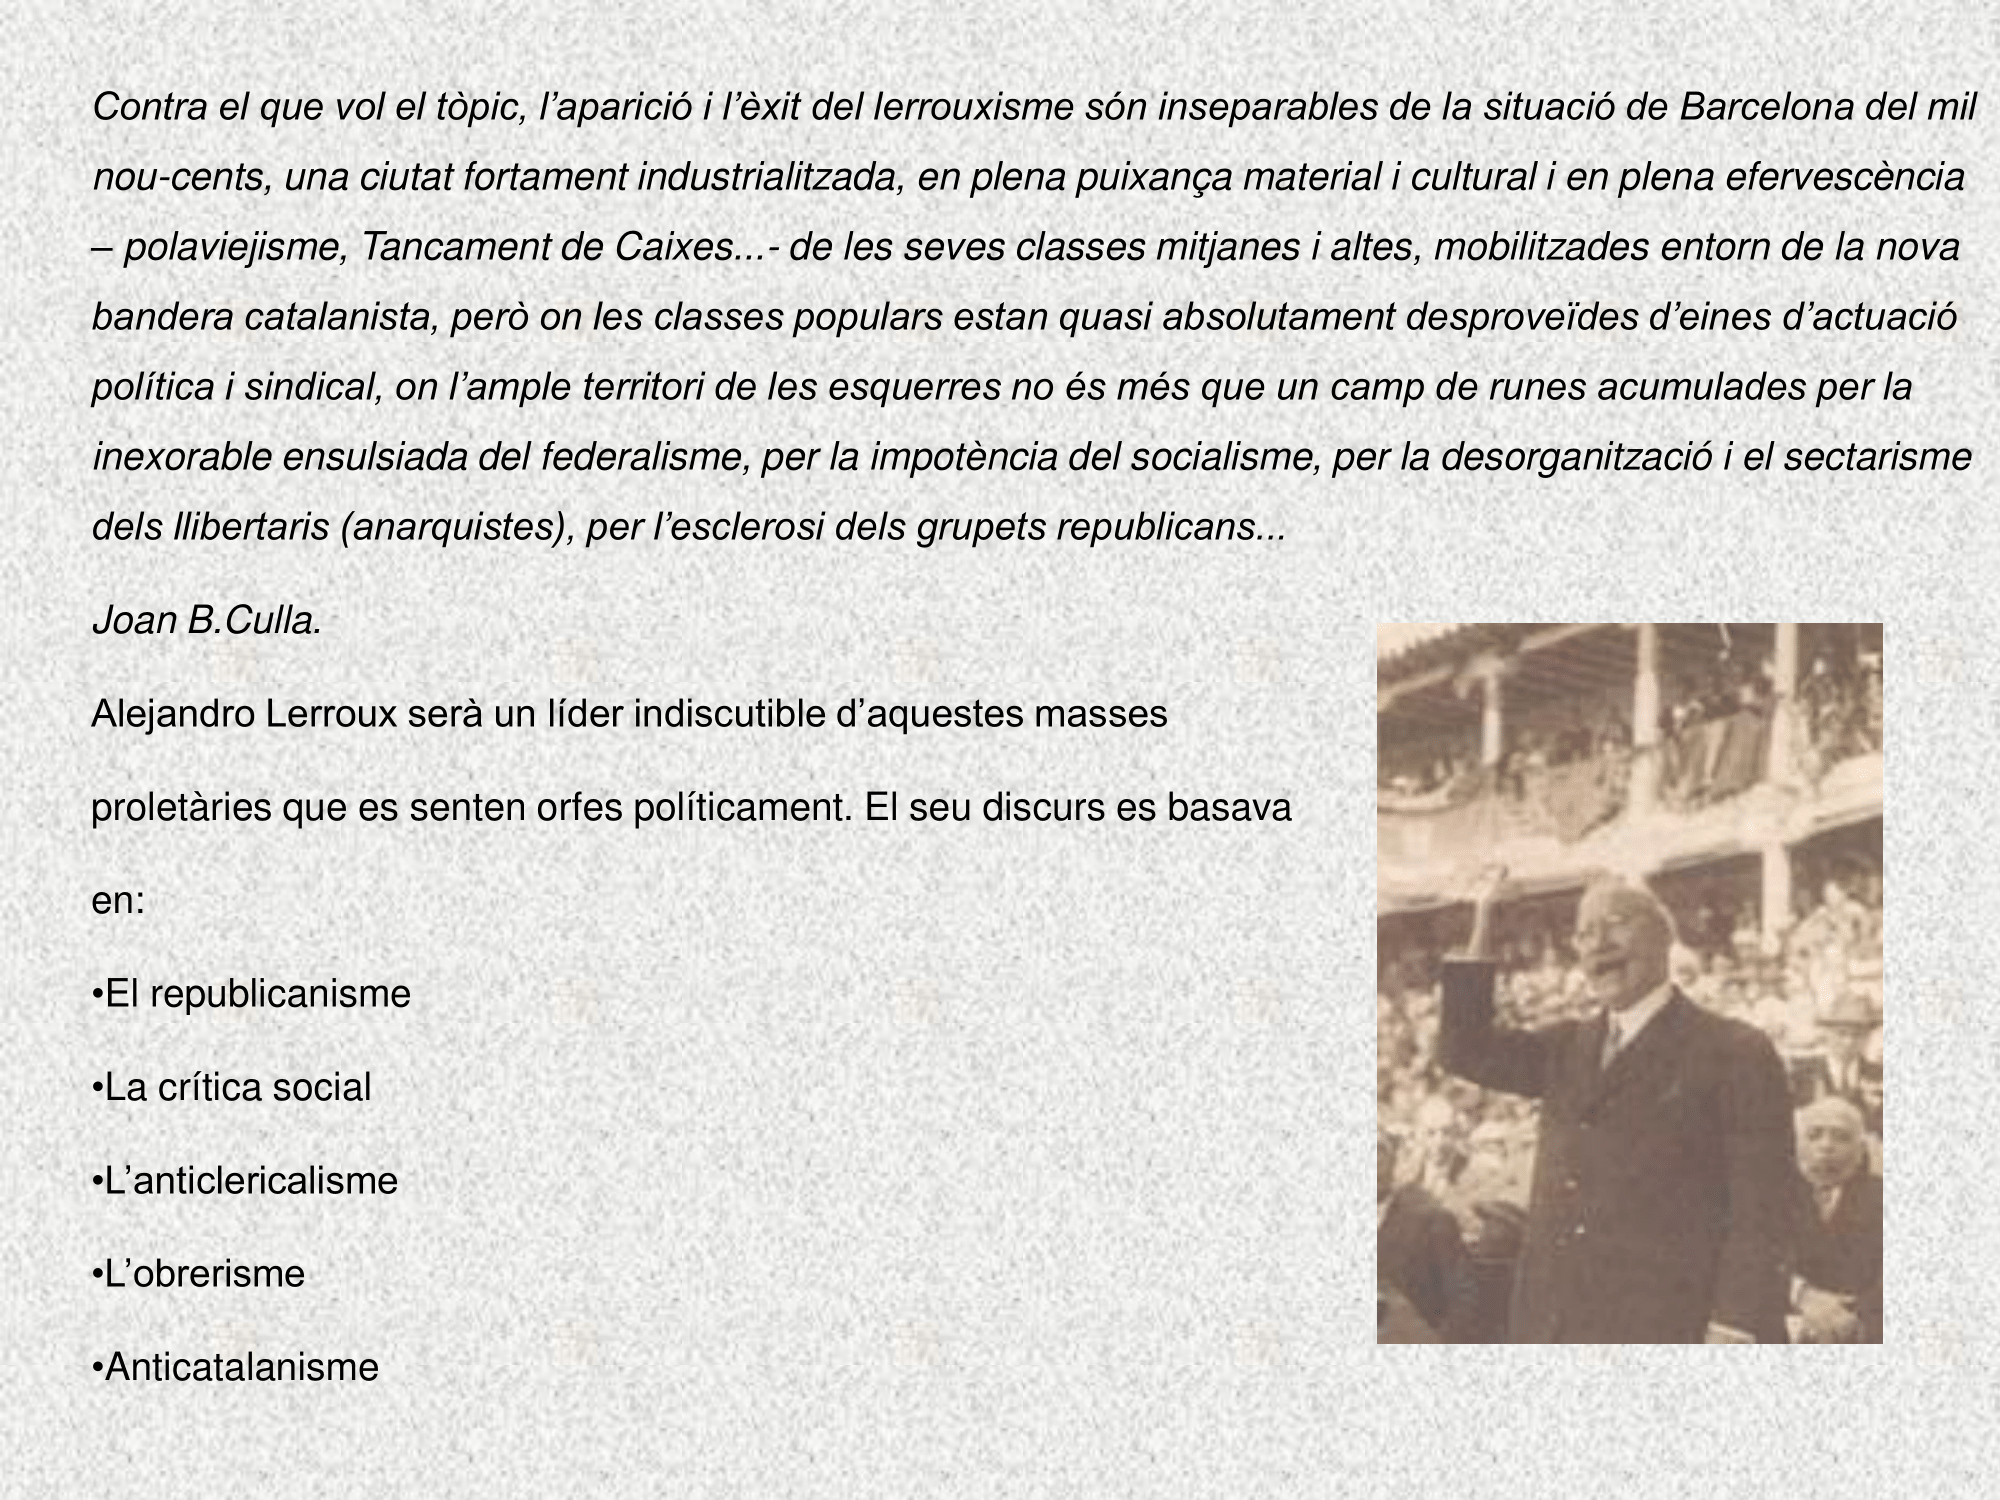 Contra el que vol el tòpic, l’aparició i l’èxit del lerrouxisme són inseparables de la situació de Barcelona del mil
nou-cents, una ciutat fortament industrialitzada, en plena puixança material i cultural i en plena efervescència
– polaviejisme, Tancament de Caixes...- de les seves classes mitjanes i altes, mobilitzades entorn de la nova
bandera catalanista, però on les classes populars estan quasi absolutament desproveïdes d’eines d’actuació
política i sindical, on l’ample territori de les esquerres no és més que un camp de runes acumulades per la
inexorable ensulsiada del federalisme, per la impotència del socialisme, per la desorganització i el sectarisme
dels llibertaris (anarquistes), per l’esclerosi dels grupets republicans...
Joan B.Culla.
Alejandro Lerroux serà un líder indiscutible d’aquestes masses
proletàries que es senten orfes políticament. El seu discurs es basava
en:
•El republicanisme
•La crítica social
•L’anticlericalisme
•L’obrerisme
•Anticatalanisme